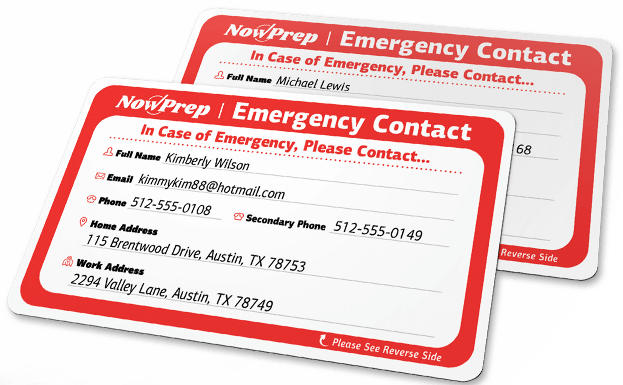 NowPrep | Emergency Contact
In Case of Emergency, Please Contact...
Full Name Michael Lewis
68
Reverse Side
NowPrep | Emergency Contact
In Case of Emergency, Please Contact...
Full Name Kimberly Wilson
Email kimmykim88@hotmail.com
Phone 512-555-0108 Secondary Phone 512-555-0149
Home Address
115 Brentwood Drive, Austin, TX 78753
Work Address
2294 Valley Lane, Austin, TX 78749
Please See Reverse Side